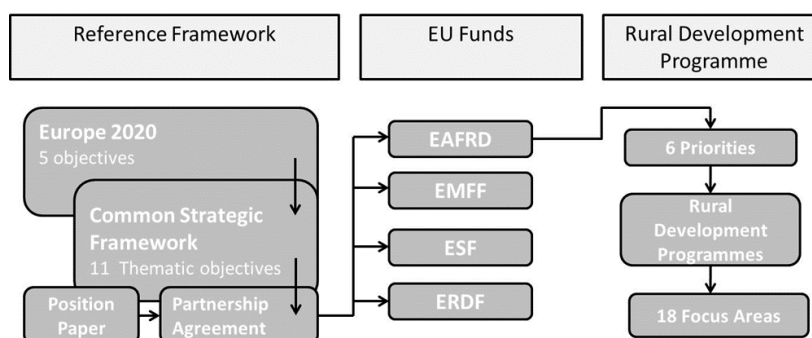 Reference Framework
EU Funds
Rural Development
Programme
Europe 2020
5 objectives
Common Strategic
Framework
11 Thematic objectives
Position
Paper
Partnership
Agreement
EAFRD
EMFF
ESF
ERDF
6 Priorities
Rural
Development
Programmes
18 Focus Areas